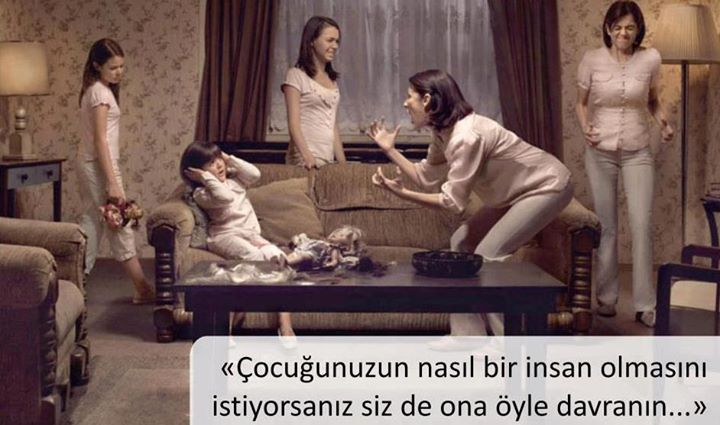 «Çocuğunuzun nasıl bir insan olmasını
istiyorsanız siz de ona öyle davranın...»